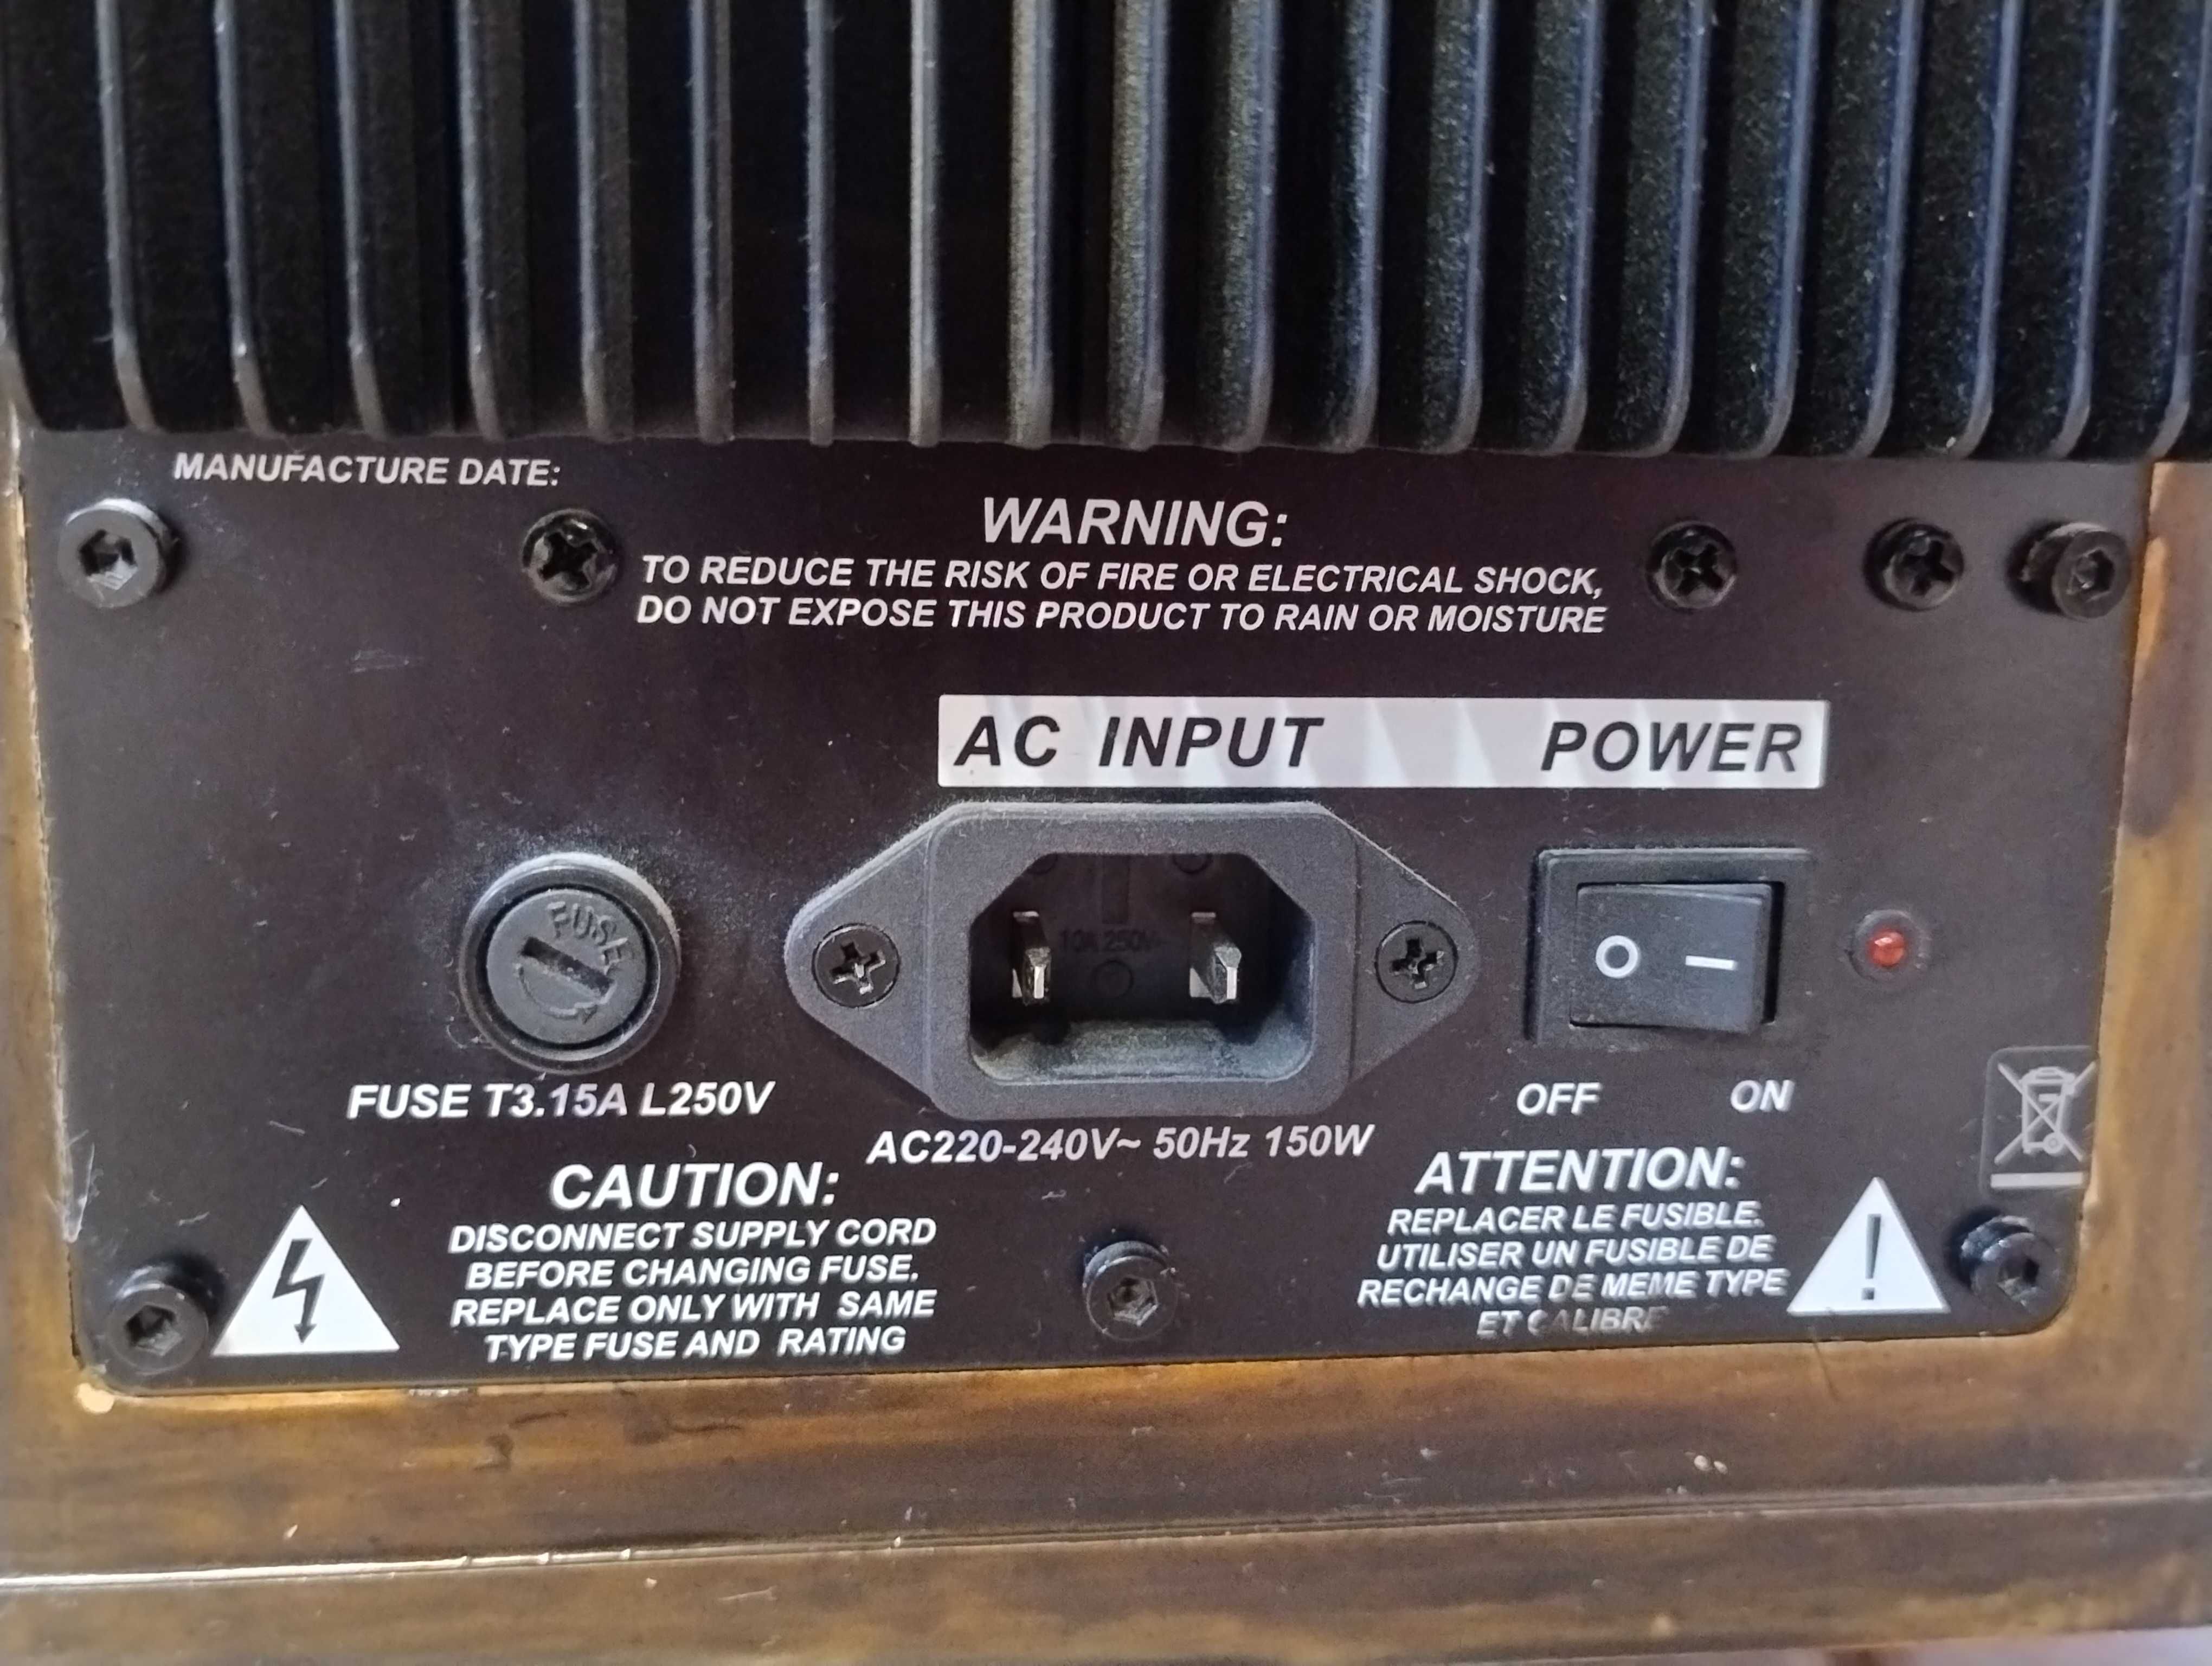 MANUFACTURE DATE:
WARNING:
TO REDUCE THE RISK OF FIRE OR ELECTRICAL SHOCK,
DO NOT EXPOSE THIS PRODUCT TO RAIN OR MOISTURE
AC INPUT POWER
FUSE
10A 250V~
O I
FUSE T3.15A L250V
OFF ON
AC220-240V~ 50Hz 150W
CAUTION:
DISCONNECT SUPPLY CORD
BEFORE CHANGING FUSE.
REPLACE ONLY WITH SAME
TYPE FUSE AND RATING
ATTENTION:
REPLACER LE FUSIBLE.
UTILISER UN FUSIBLE DE
RECHANGE DE MEME TYPE
ET CALIBRE